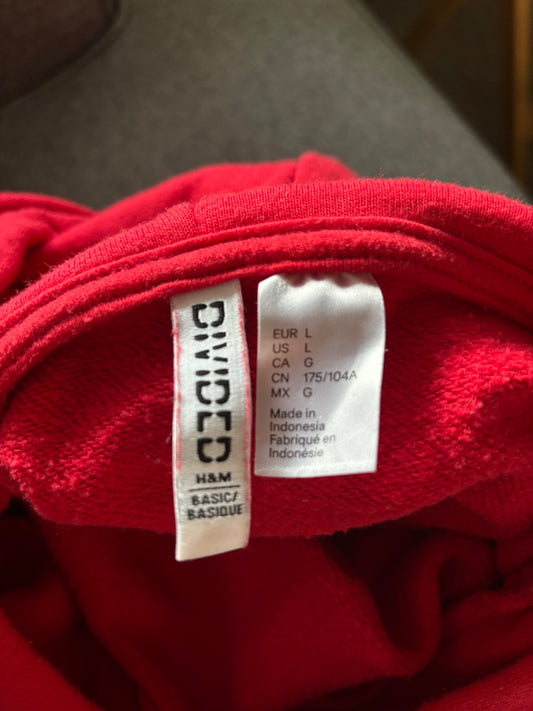 DIVIDED
H&M
BASIC/
BASIQUE
EUR L
US L
CA G
CN 175/104A
MX G
Made in
Indonesia
Fabriqué en
Indonésie